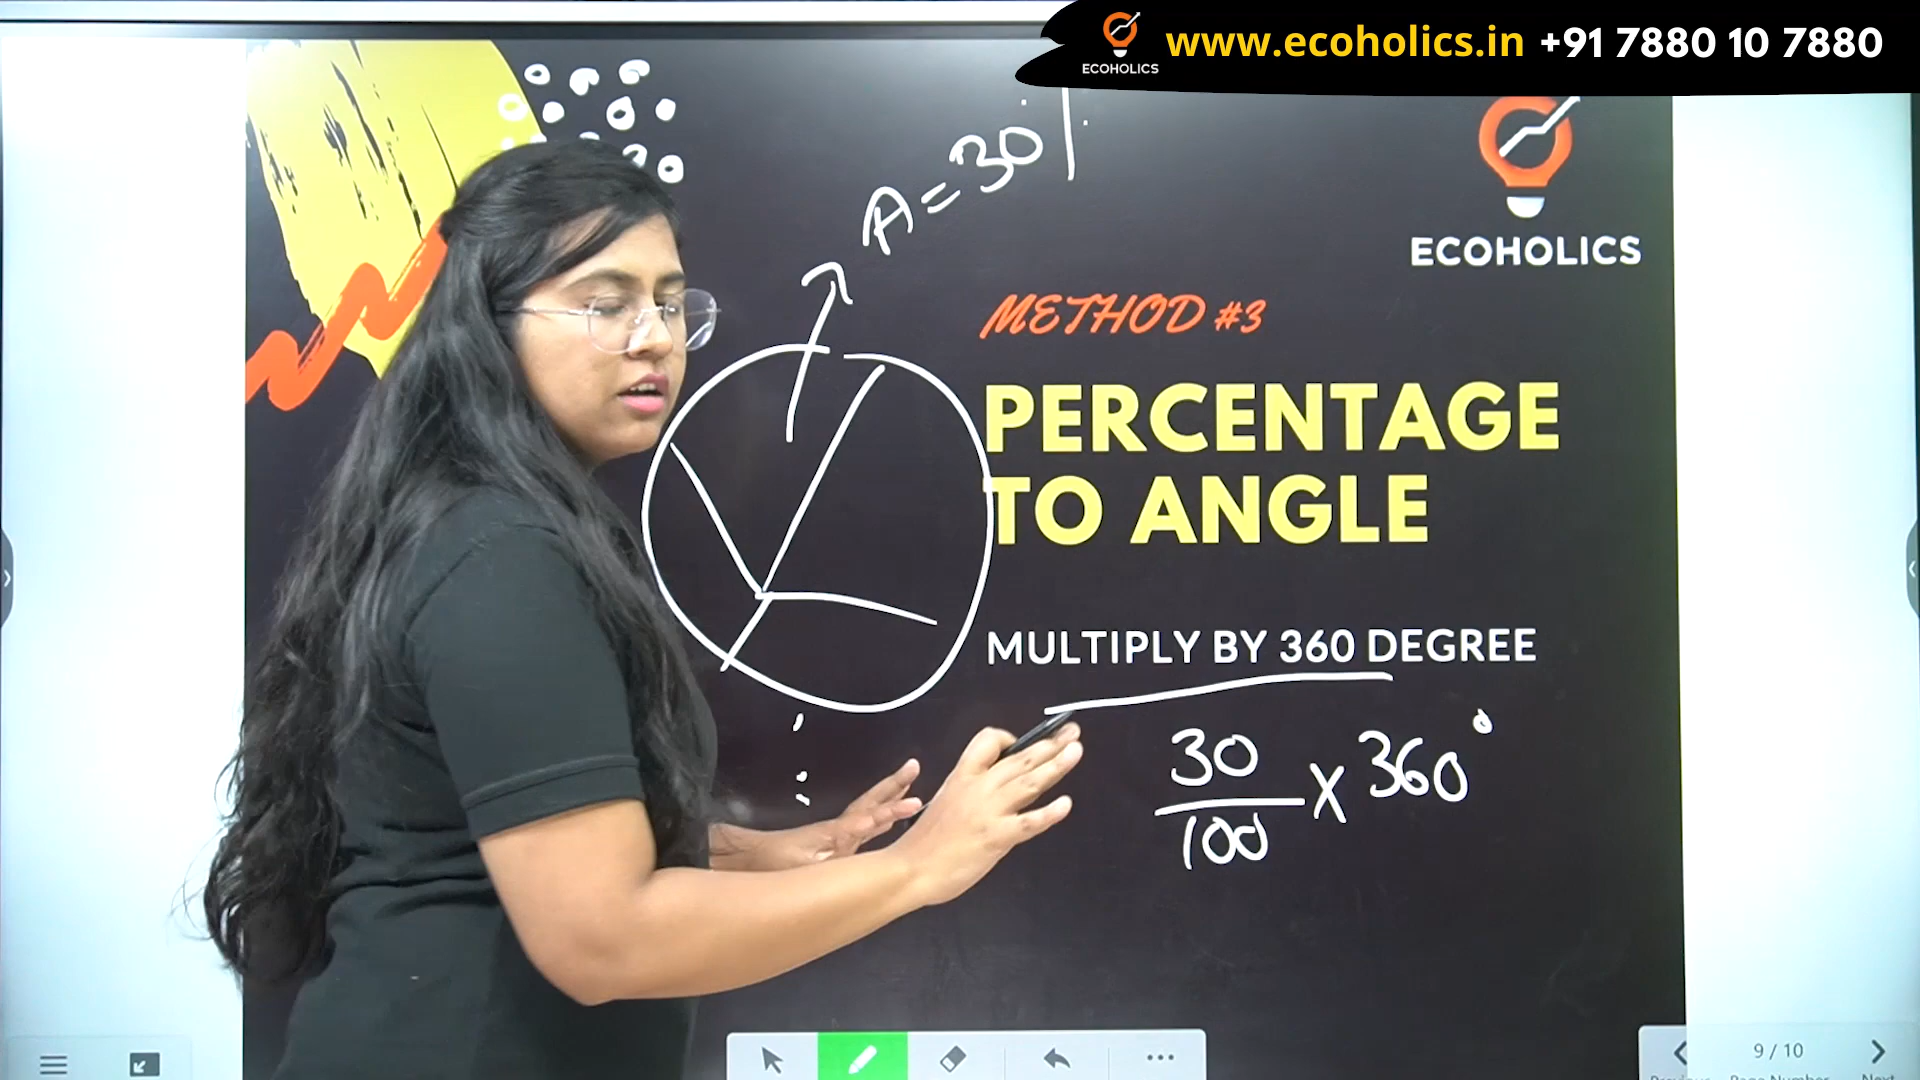 www.ecoholics.in +91 7880 10 7880
ECOHOLICS
A = 30%
ECOHOLICS
METHOD #3
PERCENTAGE
TO ANGLE
MULTIPLY BY 360 DEGREE
30/100 x 360°
9 / 10